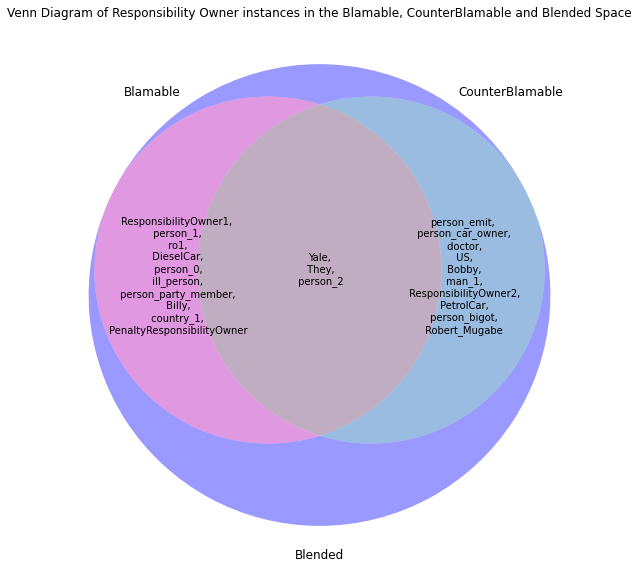 Venn Diagram of Responsibility Owner instances in the Blamable, CounterBlamable and Blended Space
Blamable
CounterBlamable
ResponsibilityOwner1,
person_1,
ro1,
DieselCar,
person_0,
ill_person,
person_party_member,
Billy,
country_1,
PenaltyResponsibilityOwner
Yale,
They,
person_2
person_emit,
person_car_owner,
doctor,
US,
Bobby,
man_1,
ResponsibilityOwner2,
PetrolCar,
person_bigot,
Robert_Mugabe
Blended